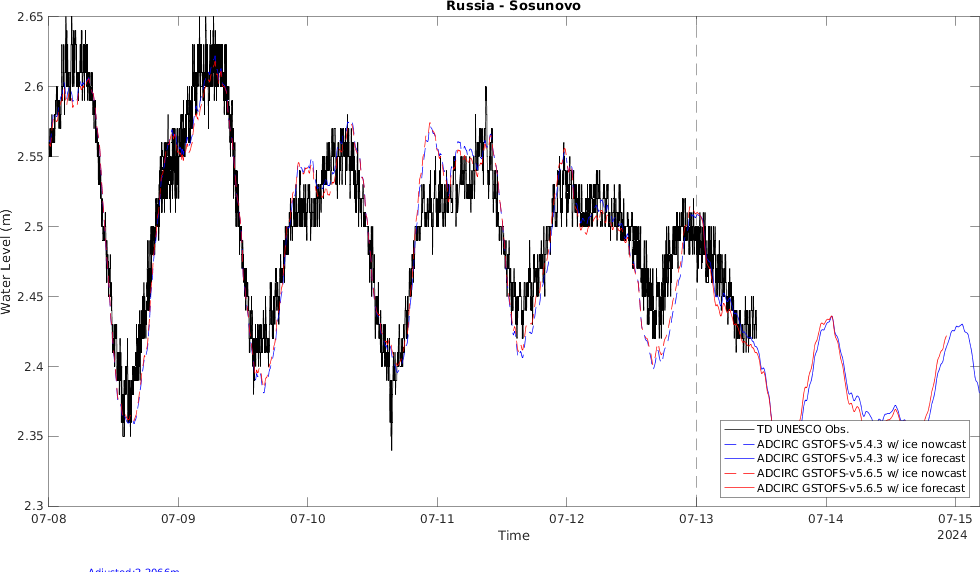 Russia - Sosunovo
2.65
2.6
2.55
2.5
2.45
2.4
2.35
2.3
Water Level (m)
07-08 07-09 07-10 07-11 07-12 07-13 07-14 07-15
Time
2024
TD UNESCO Obs.
ADCIRC GSTOFS-v5.4.3 w/ ice nowcast
ADCIRC GSTOFS-v5.4.3 w/ ice forecast
ADCIRC GSTOFS-v5.6.5 w/ ice nowcast
ADCIRC GSTOFS-v5.6.5 w/ ice forecast